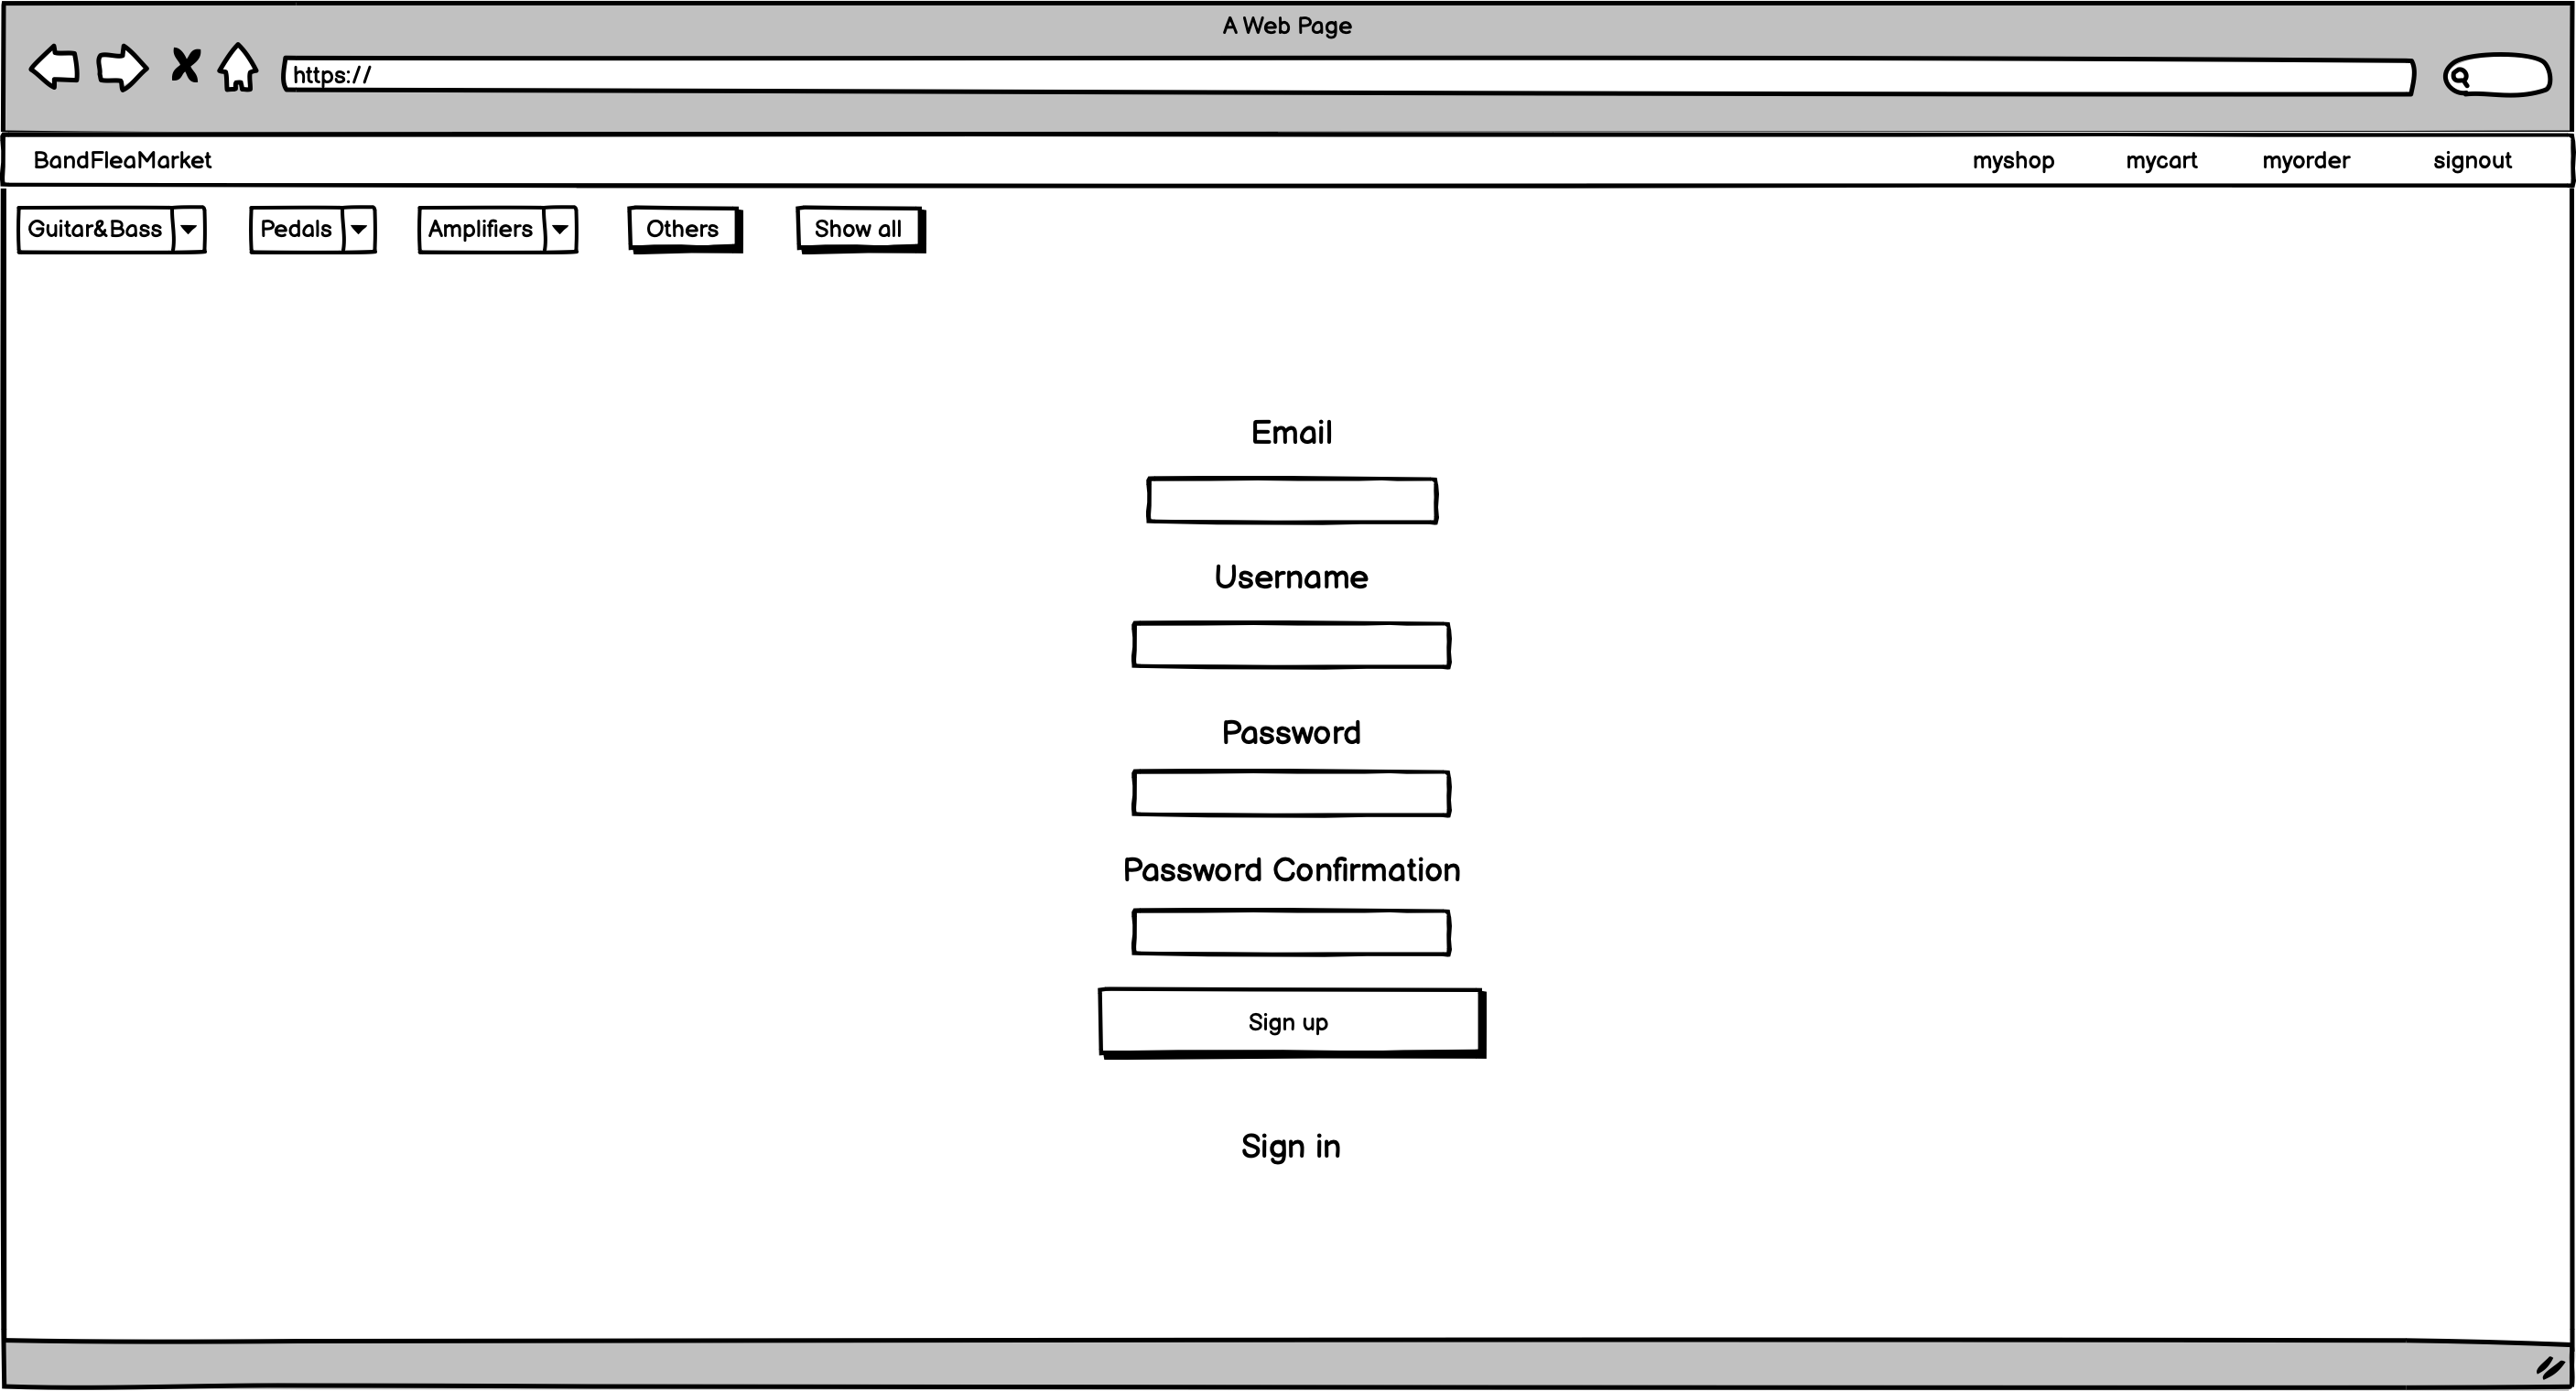 A Web Page
https://
BandFleaMarket myshop mycart myorder signout
Guitar&Bass Pedals Amplifiers Others Show all
Email
Username
Password
Password Confirmation
Sign up
Sign in